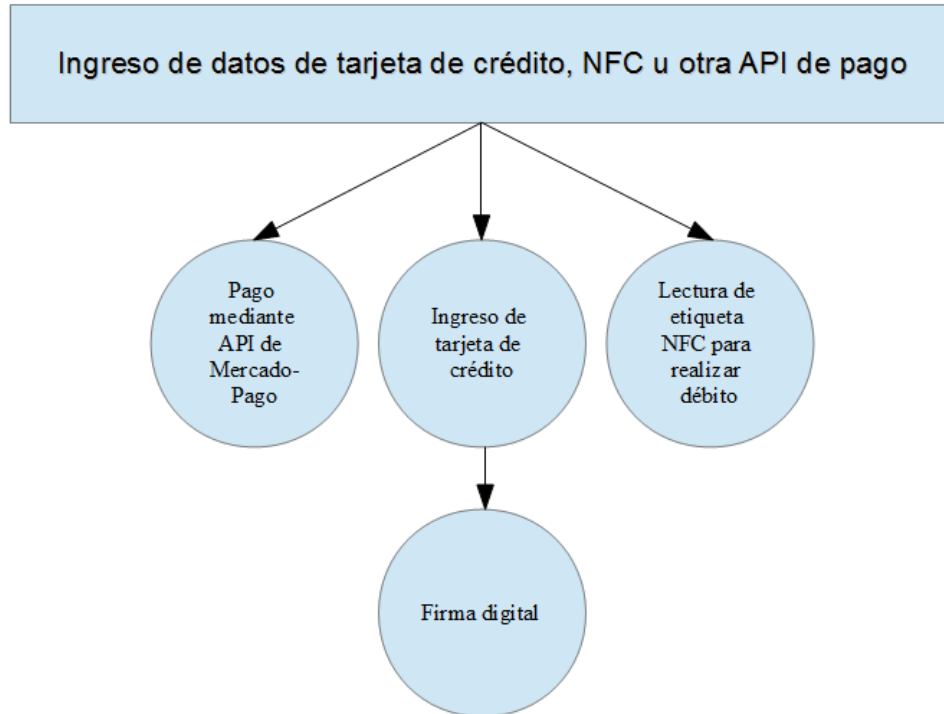 Ingreso de datos de tarjeta de crédito, NFC u otra API de pago
Pago
mediante
API de
Mercado-
Pago
Ingreso de
tarjeta de
crédito
Lectura de
etiqueta
NFC para
realizar
débito
Firma digital